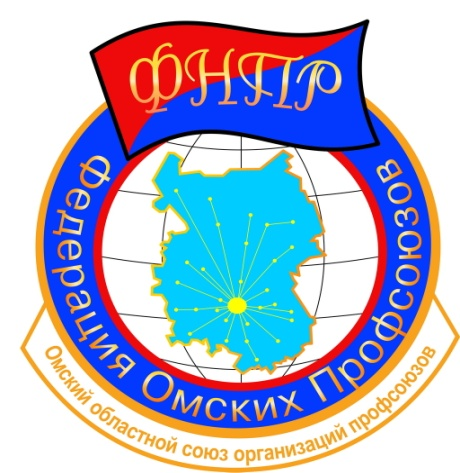 ФНПР
Федерация Омских Профсоюзов
Омский областной союз организаций профсоюзов